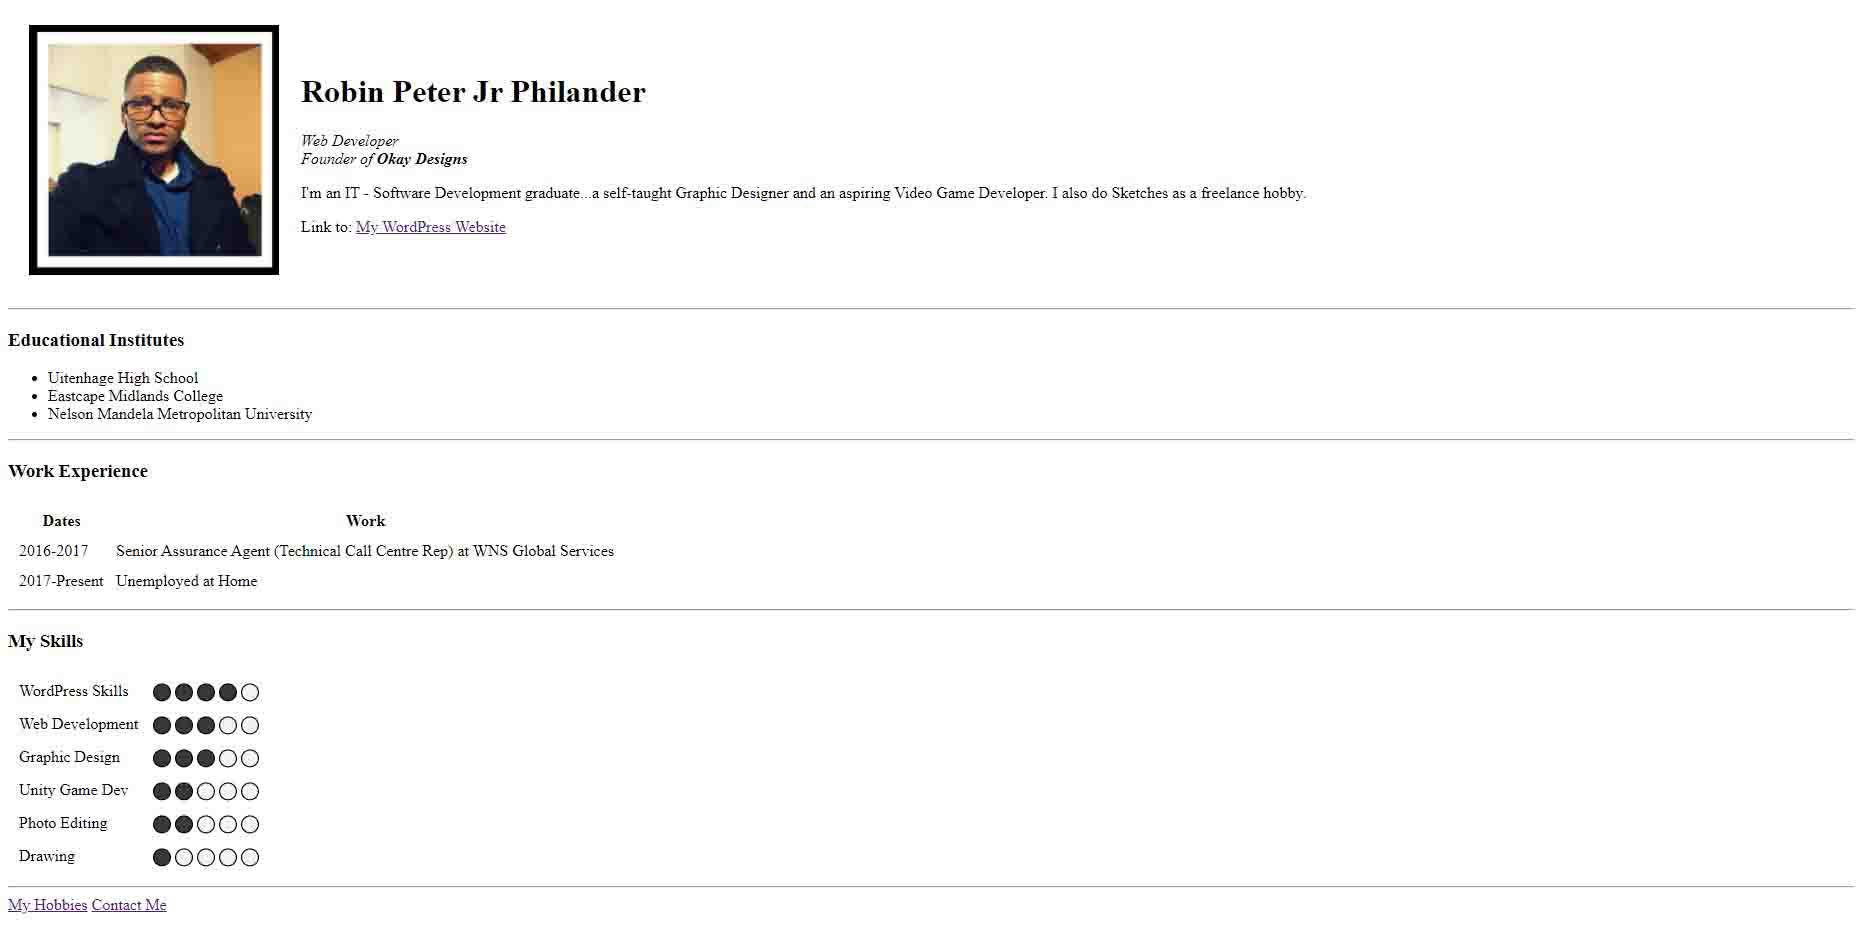 Robin Peter Jr Philander
Web Developer
Founder of Okay Designs
I'm an IT - Software Development graduate...a self-taught Graphic Designer and an aspiring Video Game Developer. I also do Sketches as a freelance hobby.
Link to: My WordPress Website
Educational Institutes
• Uitenhage High School
• Eastcape Midlands College
• Nelson Mandela Metropolitan University
Work Experience
Dates Work
2016-2017 Senior Assurance Agent (Technical Call Centre Rep) at WNS Global Services
2017-Present Unemployed at Home
My Skills
WordPress Skills
Web Development
Graphic Design
Unity Game Dev
Photo Editing
Drawing
My Hobbies Contact Me